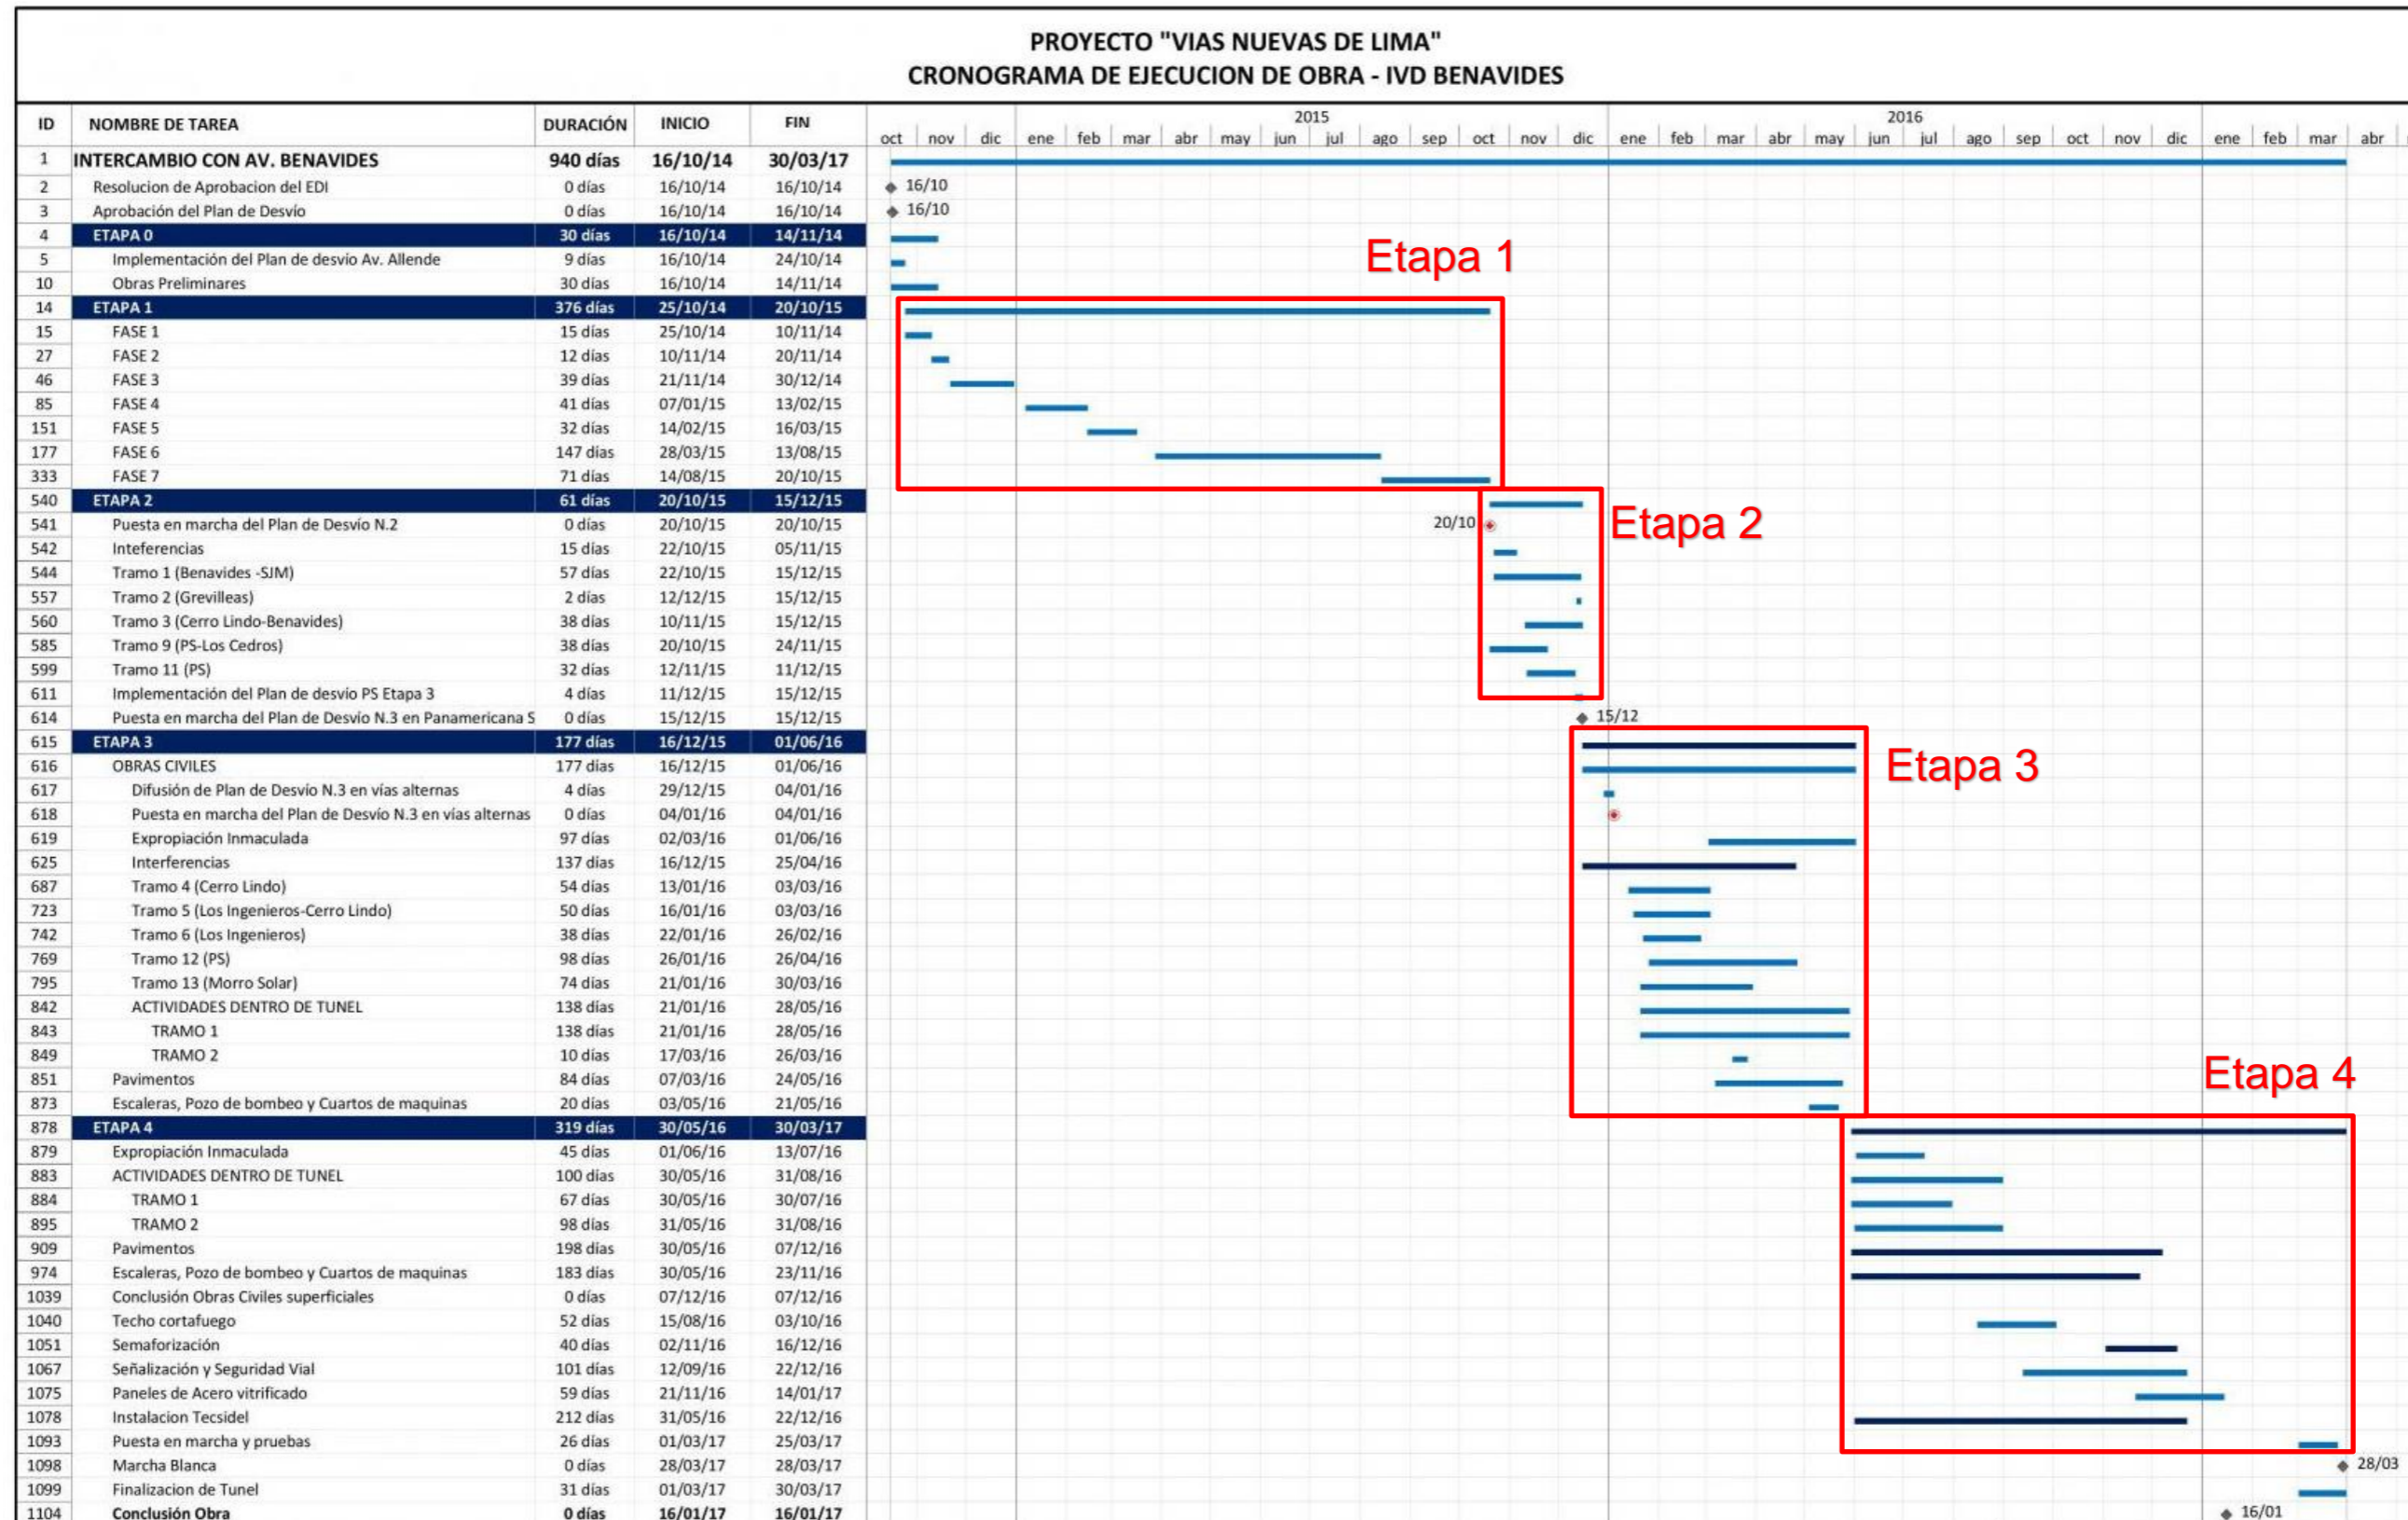 PROYECTO "VIAS NUEVAS DE LIMA"
CRONOGRAMA DE EJECUCION DE OBRA - IVD BENAVIDES
ID NOMBRE DE TAREA DURACIÓN INICIO FIN 2015 2016
oct nov dic ene feb mar abr may jun jul ago sep oct nov dic ene feb mar abr may jun jul ago sep oct nov dic ene feb mar abr
1 INTERCAMBIO CON AV. BENAVIDES 940 días 16/10/14 30/03/17
2 Resolucion de Aprobacion del EDI 0 días 16/10/14 16/10/14 16/10
3 Aprobación del Plan de Desvío 0 días 16/10/14 16/10/14 16/10
4 ETAPA 0 30 días 16/10/14 14/11/14
5 Implementación del Plan de desvío Av. Allende 9 días 16/10/14 24/10/14 Etapa 1
10 Obras Preliminares 30 días 16/10/14 14/11/14
14 ETAPA 1 376 días 25/10/14 20/10/15
15 FASE 1 15 días 25/10/14 10/11/14
27 FASE 2 12 días 10/11/14 20/11/14
46 FASE 3 39 días 21/11/14 30/12/14
85 FASE 4 41 días 07/01/15 13/02/15
151 FASE 5 32 días 14/02/15 16/03/15
177 FASE 6 147 días 28/03/15 13/08/15
333 FASE 7 71 días 14/08/15 20/10/15
540 ETAPA 2 61 días 20/10/15 15/12/15
541 Puesta en marcha del Plan de Desvío N.2 0 días 20/10/15 20/10/15 20/10 Etapa 2
542 Inteferencias 15 días 22/10/15 05/11/15
544 Tramo 1 (Benavides -SJM) 57 días 22/10/15 15/12/15
557 Tramo 2 (Grevilleas) 2 días 12/12/15 15/12/15
560 Tramo 3 (Cerro Lindo-Benavides) 38 días 10/11/15 15/12/15
585 Tramo 9 (PS-Los Cedros) 38 días 20/10/15 24/11/15
599 Tramo 11 (PS) 32 días 12/11/15 11/12/15
611 Implementación del Plan de desvío PS Etapa 3 4 días 11/12/15 15/12/15
614 Puesta en marcha del Plan de Desvío N.3 en Panamericana S 0 días 15/12/15 15/12/15 15/12
615 ETAPA 3 177 días 16/12/15 01/06/16
616 OBRAS CIVILES 177 días 16/12/15 01/06/16 Etapa 3
617 Difusión de Plan de Desvío N.3 en vías alternas 4 días 29/12/15 04/01/16
618 Puesta en marcha del Plan de Desvío N.3 en vías alternas 0 días 04/01/16 04/01/16
619 Expropiación Inmaculada 97 días 02/03/16 01/06/16
625 Interferencias 137 días 16/12/15 25/04/16
687 Tramo 4 (Cerro Lindo) 54 días 13/01/16 03/03/16
723 Tramo 5 (Los Ingenieros-Cerro Lindo) 50 días 16/01/16 03/03/16
742 Tramo 6 (Los Ingenieros) 38 días 22/01/16 26/02/16
769 Tramo 12 (PS) 98 días 26/01/16 26/04/16
795 Tramo 13 (Morro Solar) 74 días 21/01/16 30/03/16
842 ACTIVIDADES DENTRO DE TUNEL 138 días 21/01/16 28/05/16
843 TRAMO 1 138 días 21/01/16 28/05/16
849 TRAMO 2 10 días 17/03/16 26/03/16
851 Pavimentos 84 días 07/03/16 24/05/16 Etapa 4
873 Escaleras, Pozo de bombeo y Cuartos de maquinas 20 días 03/05/16 21/05/16
878 ETAPA 4 319 días 30/05/16 30/03/17
879 Expropiación Inmaculada 45 días 01/06/16 13/07/16
883 ACTIVIDADES DENTRO DE TUNEL 100 días 30/05/16 31/08/16
884 TRAMO 1 67 días 30/05/16 30/07/16
895 TRAMO 2 98 días 31/05/16 31/08/16
909 Pavimentos 198 días 30/05/16 07/12/16
974 Escaleras, Pozo de bombeo y Cuartos de maquinas 183 días 30/05/16 23/11/16
1039 Conclusión Obras Civiles superficiales 0 días 07/12/16 07/12/16
1040 Techo cortafuego 52 días 15/08/16 03/10/16
1051 Semaforización 40 días 02/11/16 16/12/16
1067 Señalización y Seguridad Vial 101 días 12/09/16 22/12/16
1075 Paneles de Acero vitrificado 59 días 21/11/16 14/01/17
1078 Instalacion Tecsidel 212 días 31/05/16 22/12/16
1093 Puesta en marcha y pruebas 26 días 01/03/17 25/03/17
1098 Marcha Blanca 0 días 28/03/17 28/03/17 28/03
1099 Finalizacion de Tunel 31 días 01/03/17 30/03/17
1104 Conclusión Obra 0 días 16/01/17 16/01/17 16/01